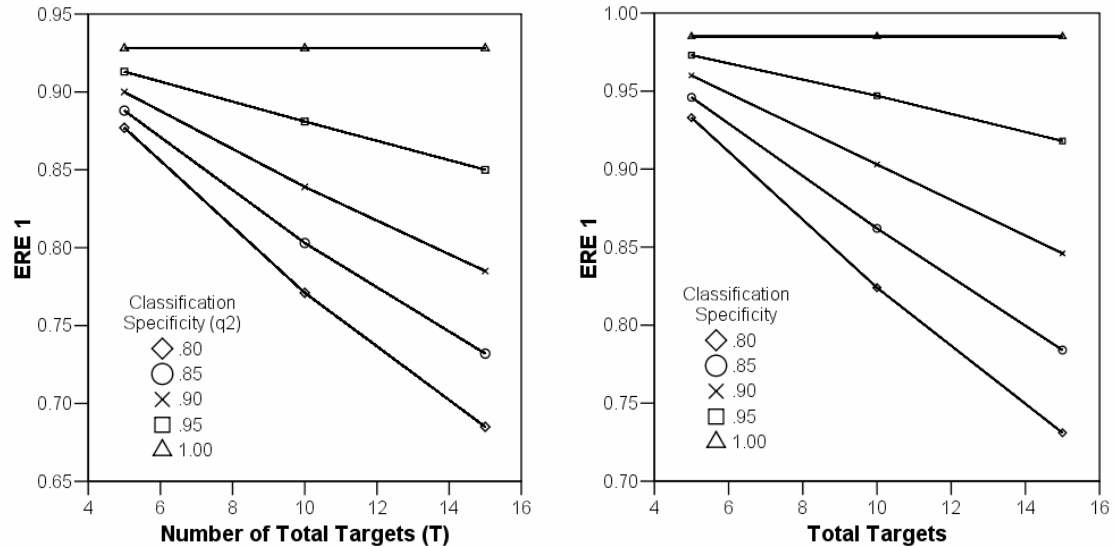 0.95
0.90
0.85
0.80
0.75
0.70
0.65
ERE 1
Classification
Specificity (q2)
.80
.85
.90
.95
1.00
4 6 8 10 12 14 16
Number of Total Targets (T)
1.00
0.95
0.90
0.85
0.80
0.75
0.70
ERE 1
Classification
Specificity
.80
.85
.90
.95
1.00
4 6 8 10 12 14 16
Total Targets